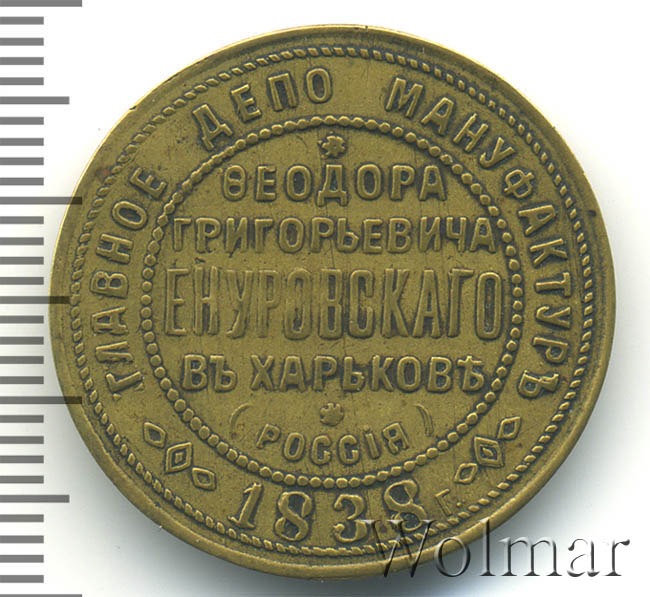 ГЛАВНОЕ ДЕПО МАНУФАКТУРЪ
ѲЕОДОРА
ГРИГОРЬЕВИЧА
ЕНУРОВСКАГО
ВЪ ХАРЬКОВѢ
(РОССІЯ)
1838 г.
Wolmar